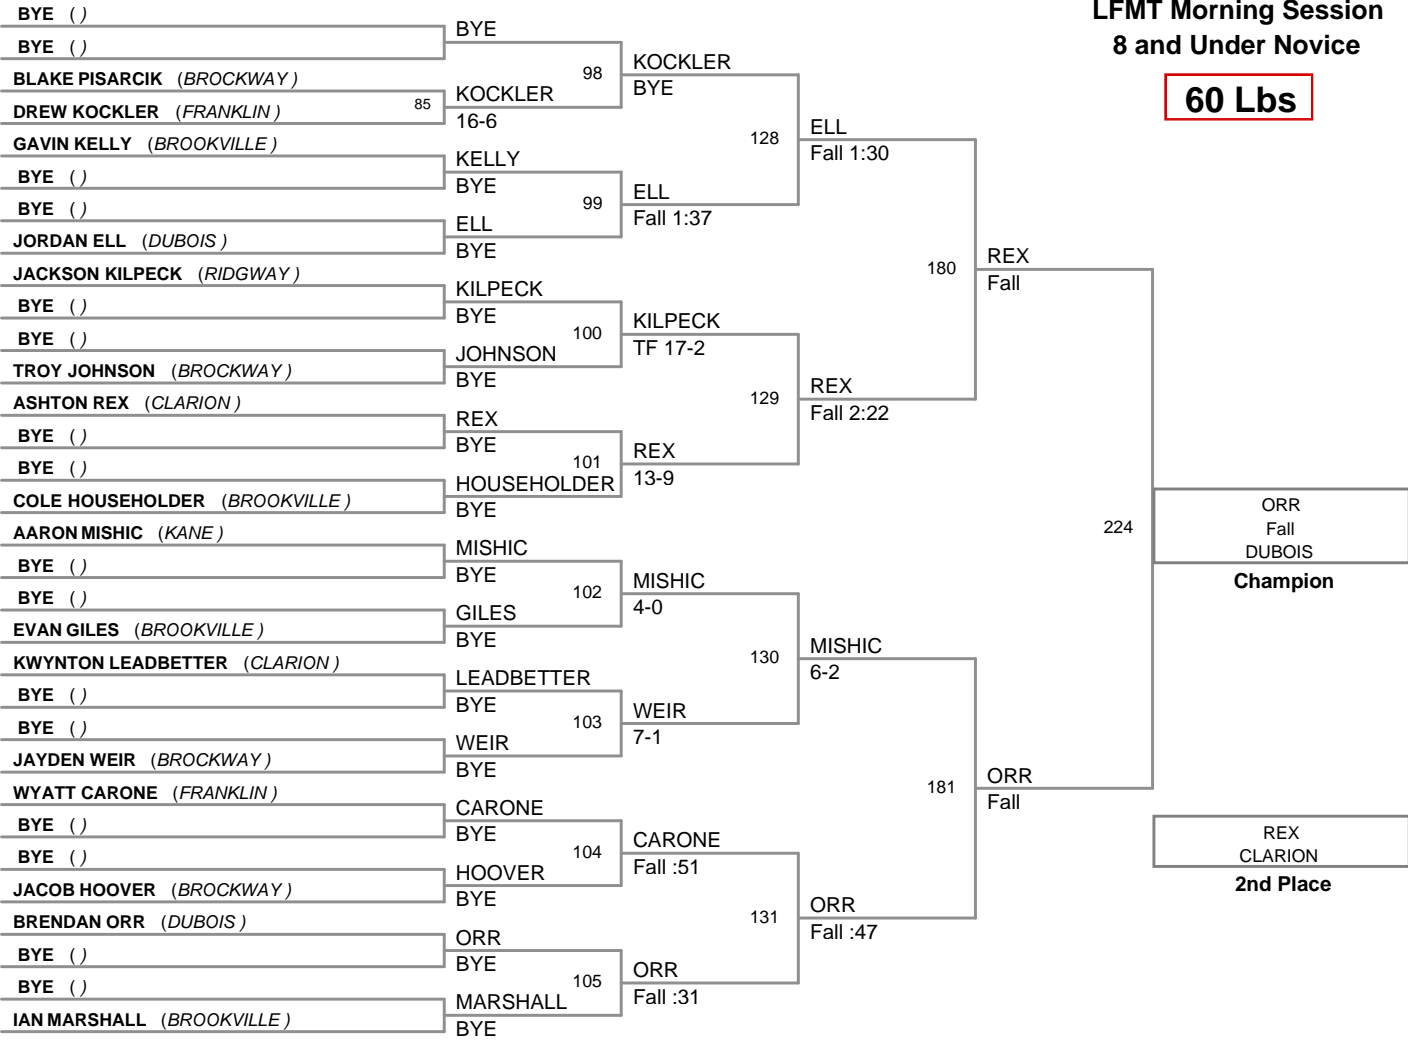 LFMT Morning Session
8 and Under Novice
60 Lbs
BYE ( )
BYE ( )
BLAKE PISARCIK (BROCKWAY )
DREW KOCKLER (FRANKLIN )
GAVIN KELLY (BROOKVILLE )
BYE ( )
BYE ( )
JORDAN ELL (DUBOIS )
JACKSON KILPECK (RIDGWAY )
BYE ( )
BYE ( )
TROY JOHNSON (BROCKWAY )
ASHTON REX (CLARION )
BYE ( )
BYE ( )
COLE HOUSEHOLDER (BROOKVILLE )
AARON MISHIC (KANE )
BYE ( )
BYE ( )
EVAN GILES (BROOKVILLE )
KWYNTON LEADBETTER (CLARION )
BYE ( )
BYE ( )
JAYDEN WEIR (BROCKWAY )
WYATT CARONE (FRANKLIN )
BYE ( )
BYE ( )
JACOB HOOVER (BROCKWAY )
BRENDAN ORR (DUBOIS )
BYE ( )
BYE ( )
IAN MARSHALL (BROOKVILLE )
85
BYE
KOCKLER
16-6
KELLY
BYE
ELL
BYE
KILPECK
BYE
JOHNSON
BYE
REX
BYE
HOUSEHOLDER
BYE
MISHIC
BYE
GILES
BYE
LEADBETTER
BYE
WEIR
BYE
CARONE
BYE
HOOVER
BYE
ORR
BYE
MARSHALL
BYE
98
99
100
101
102
103
104
105
KOCKLER
BYE
ELL
Fall 1:37
KILPECK
TF 17-2
REX
13-9
MISHIC
4-0
WEIR
7-1
CARONE
Fall :51
ORR
Fall :31
128
129
130
131
ELL
Fall 1:30
REX
Fall 2:22
MISHIC
6-2
ORR
Fall :47
180
181
REX
Fall
ORR
Fall
224
ORR
Fall
DUBOIS
Champion
REX
CLARION
2nd Place